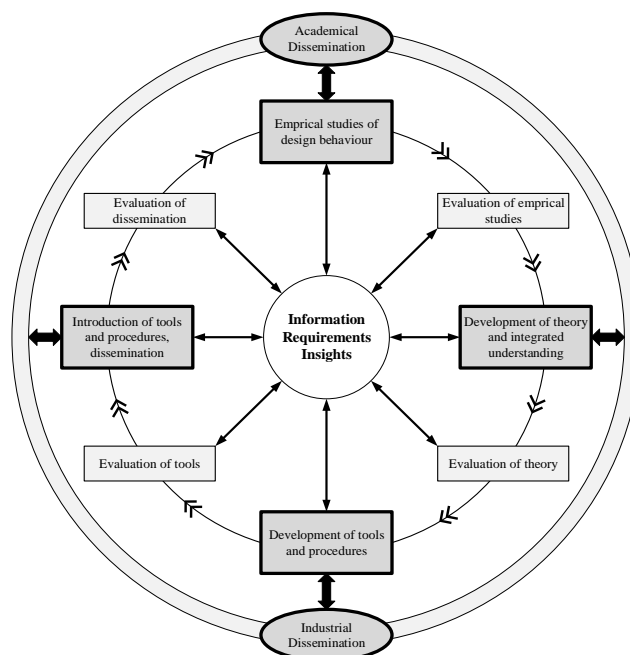 Academical
Dissemination
Emprical studies of
design behaviour
Evaluation of
dissemination
Evaluation of emprical
studies
Information
Requirements
Insights
Introduction of tools
and procedures,
dissemination
Development of theory
and integrated
understanding
Evaluation of tools
Evaluation of theory
Development of tools
and procedures
Industrial
Dissemination